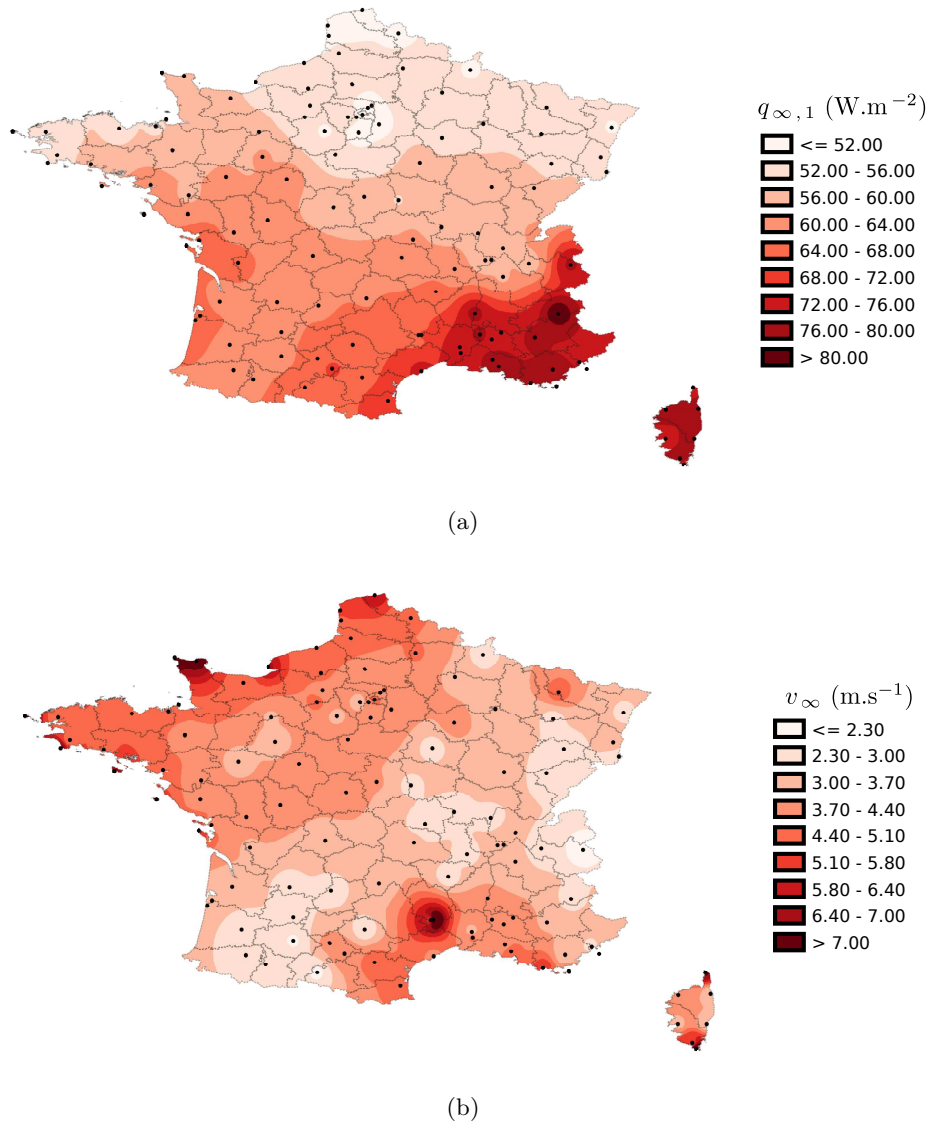 q∞,1 (W.m−2)
<= 52.00
52.00 - 56.00
56.00 - 60.00
60.00 - 64.00
64.00 - 68.00
68.00 - 72.00
72.00 - 76.00
76.00 - 80.00
> 80.00
(a)
v∞ (m.s−1)
<= 2.30
2.30 - 3.00
3.00 - 3.70
3.70 - 4.40
4.40 - 5.10
5.10 - 5.80
5.80 - 6.40
6.40 - 7.00
> 7.00
(b)